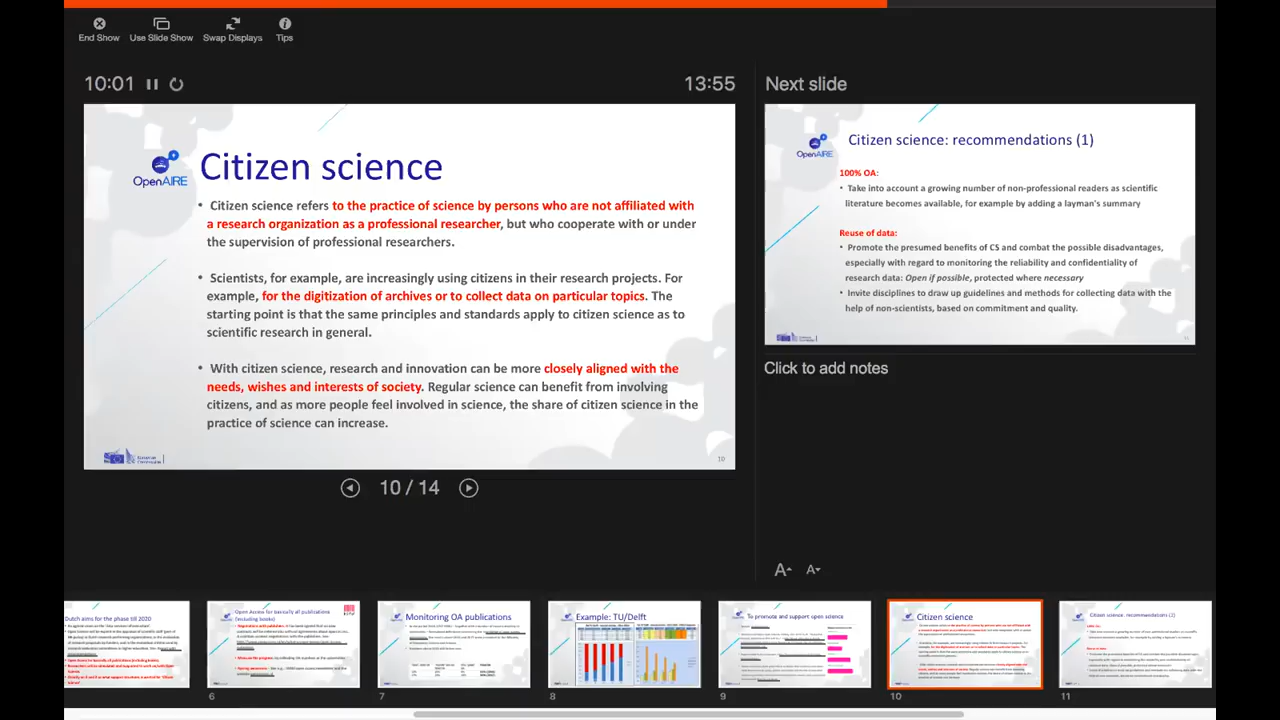 End Show
Use Slide Show
Swap Displays
Tips
10:01
13:55
OpenAIRE
Citizen science
• Citizen science refers to the practice of science by persons who are not affiliated with
a research organization as a professional researcher, but who cooperate with or under
the supervision of professional researchers.
• Scientists, for example, are increasingly using citizens in their research projects. For
example, for the digitization of archives or to collect data on particular topics. The
starting point is that the same principles and standards apply to citizen science as to
scientific research in general.
• With citizen science, research and innovation can be more closely aligned with the
needs, wishes and interests of society. Regular science can benefit from involving
citizens, and as more people feel involved in science, the share of citizen science in the
practice of science can increase.
10
10 / 14
Next slide
OpenAIRE
Citizen science: recommendations (1)
100% OA:
• Take into account a growing number of non-professional readers as scientific
literature becomes available, for example by adding a layman's summary
Reuse of data:
• Promote the presumed benefits of CS and combat the possible disadvantages,
especially with regard to monitoring the reliability and confidentiality of
research data: Open if possible, protected where necessary
• Invite disciplines to draw up guidelines and methods for collecting data with the
help of non-scientists, based on commitment and quality.
Click to add notes
A A
Dutch aims for the phase till 2020
Open Access for basically all publications
(including books)
6
Monitoring OA publications
7
Example: TU/Delft
8
To promote and support open science
9
Citizen science
10
Citizen science: recommendations (1)
11